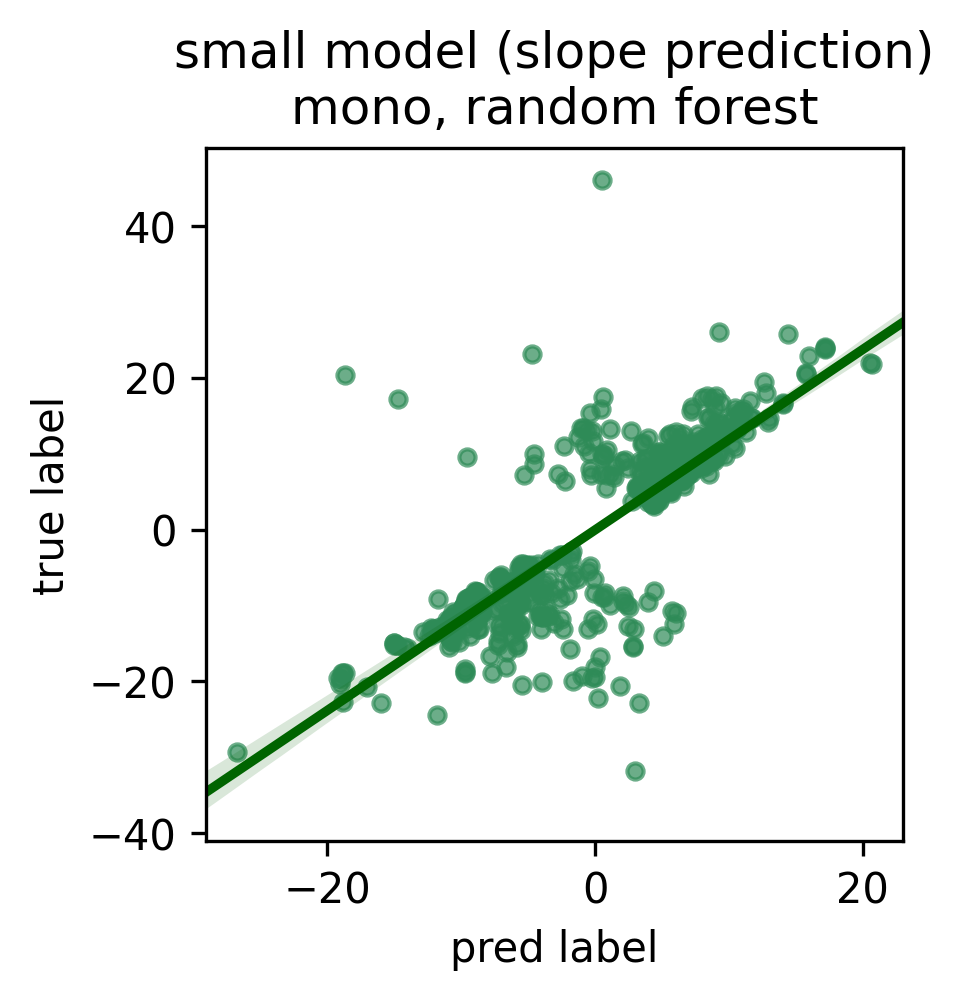 small model (slope prediction)
mono, random forest
40
20
0
−20
−40
true label
−20
0
20
pred label